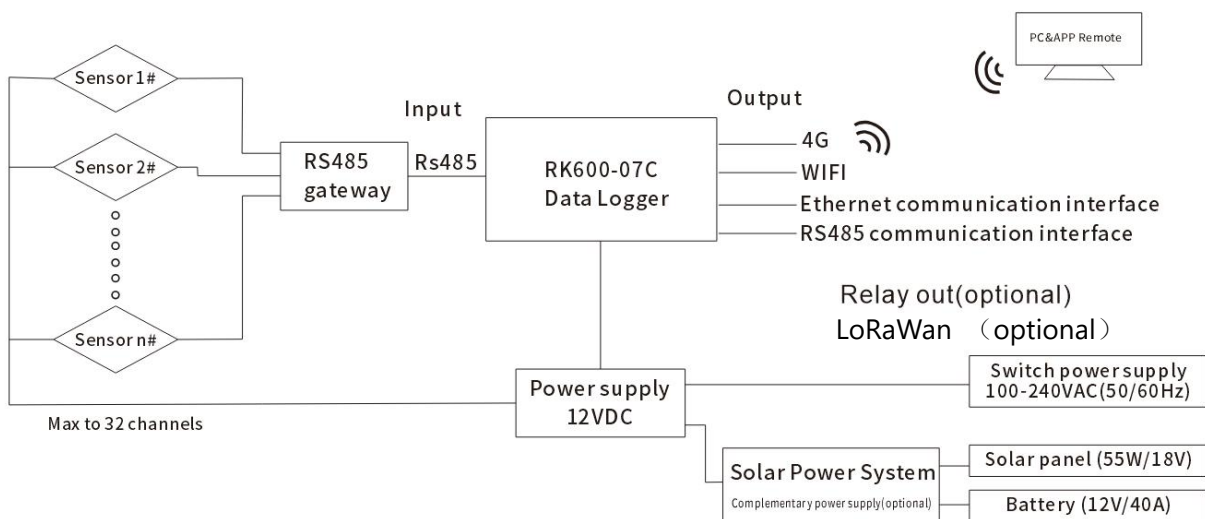 PC&APP Remote
Sensor 1#
Input
Output
4G
Sensor 2#
RS485
gateway
Rs485
RK600-07C
Data Logger
WIFI
Ethernet communication interface
RS485 communication interface
Relay out(optional)
LoRaWan （optional）
Sensor n#
Power supply
12VDC
Switch power supply
100-240VAC(50/60Hz)
Max to 32 channels
Solar Power System
Complementary power supply(optional)
Solar panel (55W/18V)
Battery (12V/40A)